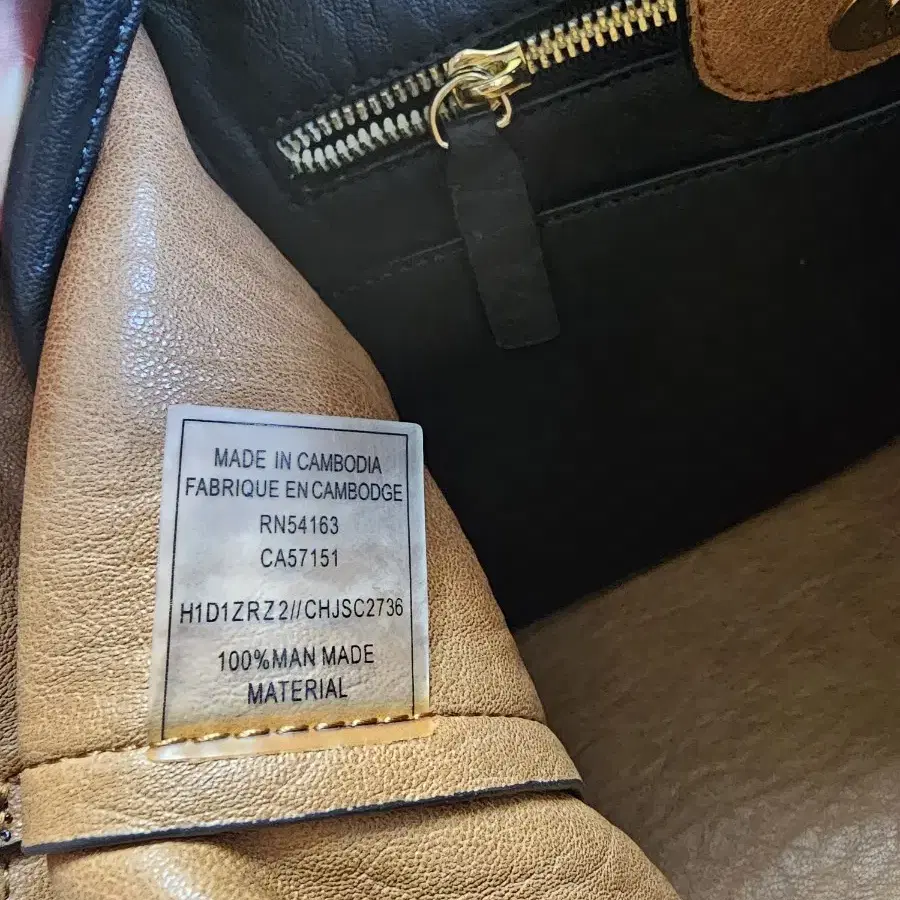 MADE IN CAMBODIA
FABRIQUE EN CAMBODGE
RN54163
CA57151
H1D1ZRZ2//CHJSC2736
100%MAN MADE
MATERIAL